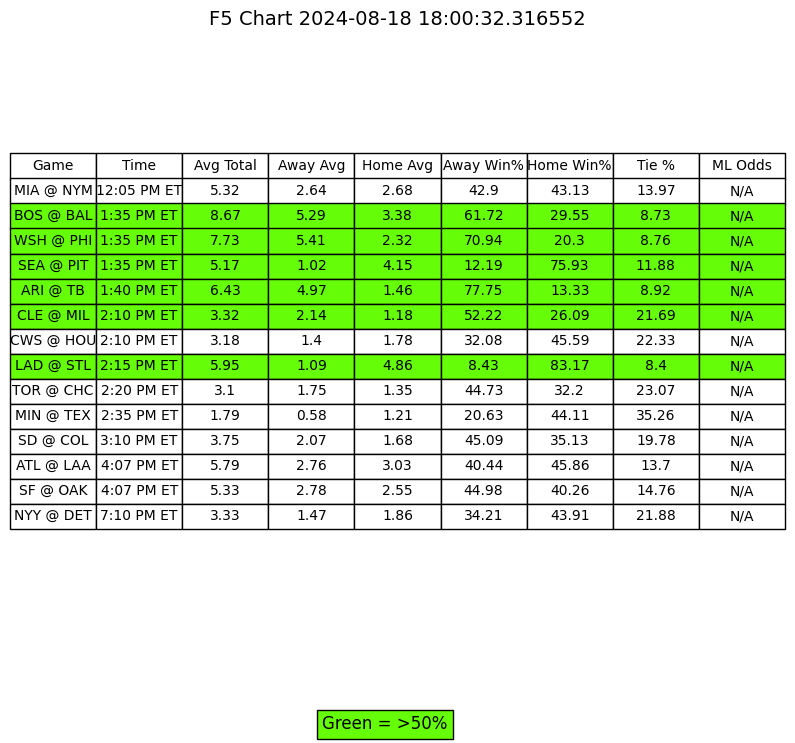 F5 Chart 2024-08-18 18:00:32.316552
Game Time Avg Total Away Avg Home Avg Away Win% Home Win% Tie % ML Odds
MIA @ NYM 12:05 PM ET 5.32 2.64 2.68 42.9 43.13 13.97 N/A
BOS @ BAL 1:35 PM ET 8.67 5.29 3.38 61.72 29.55 8.73 N/A
WSH @ PHI 1:35 PM ET 7.73 5.41 2.32 70.94 20.3 8.76 N/A
SEA @ PIT 1:35 PM ET 5.17 1.02 4.15 12.19 75.93 11.88 N/A
ARI @ TB 1:40 PM ET 6.43 4.97 1.46 77.75 13.33 8.92 N/A
CLE @ MIL 2:10 PM ET 3.32 2.14 1.18 52.22 26.09 21.69 N/A
CWS @ HOU 2:10 PM ET 3.18 1.4 1.78 32.08 45.59 22.33 N/A
LAD @ STL 2:15 PM ET 5.95 1.09 4.86 8.43 83.17 8.4 N/A
TOR @ CHC 2:20 PM ET 3.1 1.75 1.35 44.73 32.2 23.07 N/A
MIN @ TEX 2:35 PM ET 1.79 0.58 1.21 20.63 44.11 35.26 N/A
SD @ COL 3:10 PM ET 3.75 2.07 1.68 45.09 35.13 19.78 N/A
ATL @ LAA 4:07 PM ET 5.79 2.76 3.03 40.44 45.86 13.7 N/A
SF @ OAK 4:07 PM ET 5.33 2.78 2.55 44.98 40.26 14.76 N/A
NYY @ DET 7:10 PM ET 3.33 1.47 1.86 34.21 43.91 21.88 N/A
Green = >50%